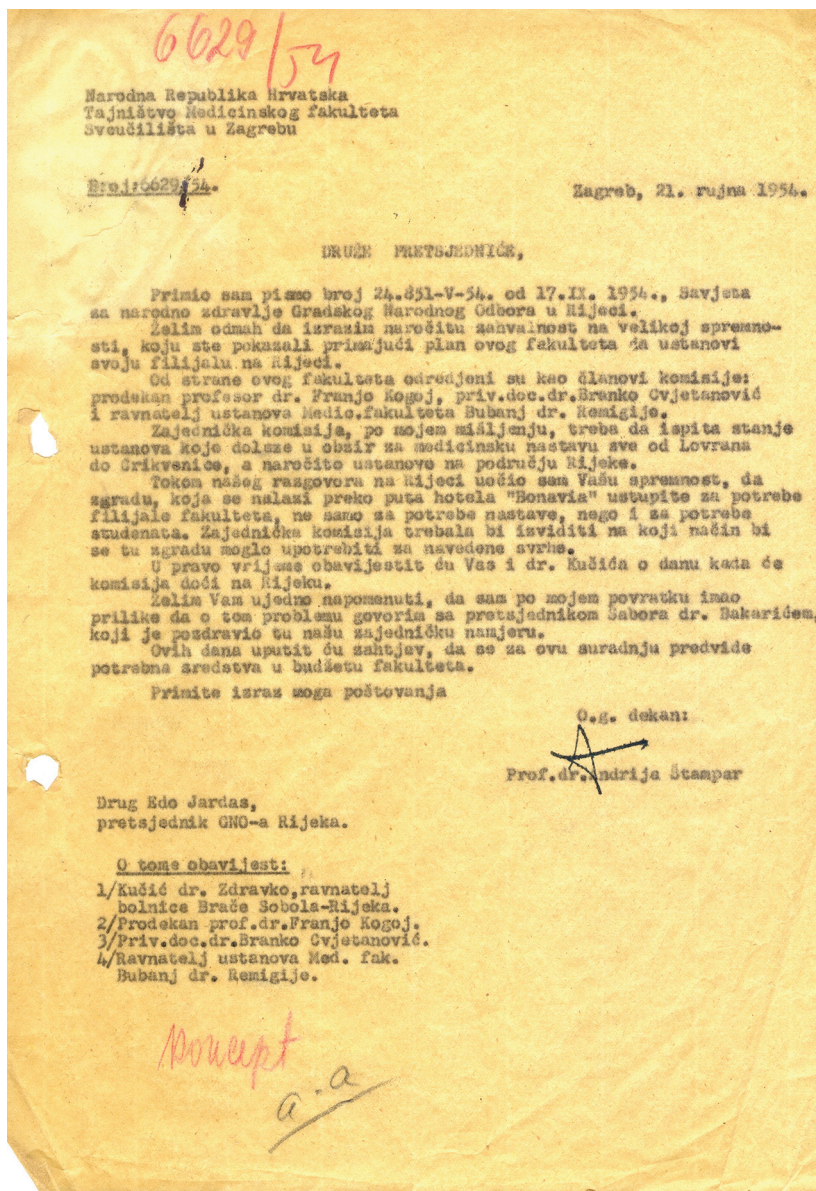 6629/54
Narodna Republika Hrvatska
Tajništvo Medicinskog fakulteta
Sveučilišta u Zagrebu
Broj:6629/54.
Zagreb, 21. rujna 1954.
DRUŽE PRETSJEDNIČE,
Primio sam pismo broj 24.851-V-54. od 17.IX. 1954., Savjeta
za narodno zdravlje Gradskog Narodnog Odbora u Rijeci.
Želim odmah da izrazim naročitu zahvalnost na velikoj spremno-
sti, koju ste pokazali primajući plan ovog fakulteta da ustanovi
svoju filijalu na Rijeci.
Od strane ovog fakulteta odredjeni su kao članovi komisije:
prodekan profesor dr. Franjo Kogoj, priv.doc.dr.Branko Cvjetanović
i ravnatelj ustanova Medic.fakulteta Bubanj dr. Remigije.
Zajednička komisija, po mojem mišljenju, treba da ispita stanje
ustanova koje dolaze u obzir za medicinsku nastavu sve od Lovrana
do Crikvenice, a naročito ustanove na području Rijeke.
Tokom našeg razgovora na Rijeci uočio sam Vašu spremnost, da
zgradu, koja se nalazi preko puta hotela "Bonavia" ustupite za potrebe
filijale fakulteta, ne samo za potrebe nastave, nego i za potrebe
studenata. Zajednička komisija trebala bi izviditi na koji način bi
se tu zgradu moglo upotrebiti za navedene svrhe.
U pravo vrijeme obavijestit ću Vas i dr. Kučića o danu kada će
komisija doći na Rijeku.
Želim Vam ujedno napomenuti, da sam po mojem povratku imao
prilike da o tom problemu govorim sa pretsjednikom Sabora dr. Bakarićem,
koji je pozdravio tu našu zajedničku namjeru.
Ovih dana uputit ću zahtjev, da se za ovu suradnju predvide
potrebna sredstva u budžetu fakulteta.
Primite izraz moga poštovanja
O.g. dekan:
Prof.dr.Andrija Štampar
Drug Edo Jardas,
pretsjednik GNO-a Rijeka.
O tome obavijest:
1/Kučić dr. Zdravko,ravnatelj
bolnice Brače Sobola-Rijeka.
2/Prodekan prof.dr.Franjo Kogoj.
3/Priv.doc.dr.Branko Cvjetanović.
4/Ravnatelj ustanova Med. fak.
Bubanj dr. Remigije.
Koncept
a.a